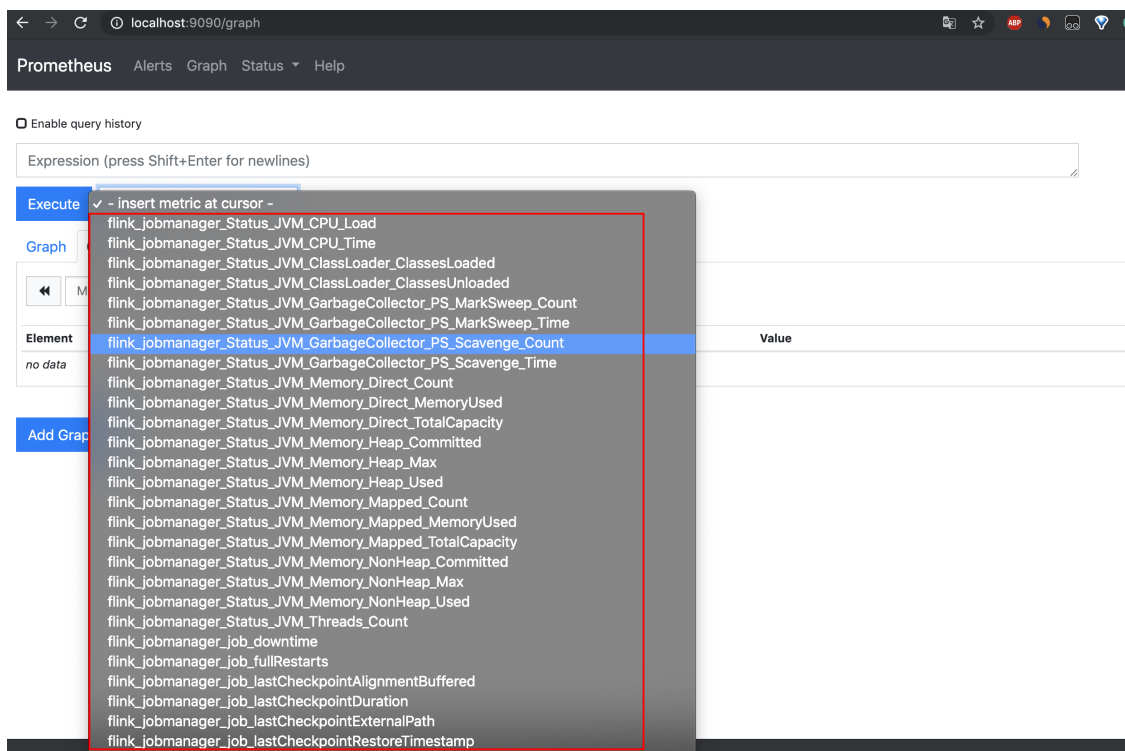 localhost:9090/graph
ABP
Prometheus Alerts Graph Status Help
Enable query history
Expression (press Shift+Enter for newlines)
Execute
✓ - insert metric at cursor -
flink_jobmanager_Status_JVM_CPU_Load
flink_jobmanager_Status_JVM_CPU_Time
Graph
flink_jobmanager_Status_JVM_ClassLoader_ClassesLoaded
flink_jobmanager_Status_JVM_ClassLoader_ClassesUnloaded
M
flink_jobmanager_Status_JVM_GarbageCollector_PS_MarkSweep_Count
flink_jobmanager_Status_JVM_GarbageCollector_PS_MarkSweep_Time
Element
flink_jobmanager_Status_JVM_GarbageCollector_PS_Scavenge_Count
Value
no data
flink_jobmanager_Status_JVM_GarbageCollector_PS_Scavenge_Time
flink_jobmanager_Status_JVM_Memory_Direct_Count
flink_jobmanager_Status_JVM_Memory_Direct_MemoryUsed
flink_jobmanager_Status_JVM_Memory_Direct_TotalCapacity
Add Grap
flink_jobmanager_Status_JVM_Memory_Heap_Committed
flink_jobmanager_Status_JVM_Memory_Heap_Max
flink_jobmanager_Status_JVM_Memory_Heap_Used
flink_jobmanager_Status_JVM_Memory_Mapped_Count
flink_jobmanager_Status_JVM_Memory_Mapped_MemoryUsed
flink_jobmanager_Status_JVM_Memory_Mapped_TotalCapacity
flink_jobmanager_Status_JVM_Memory_NonHeap_Committed
flink_jobmanager_Status_JVM_Memory_NonHeap_Max
flink_jobmanager_Status_JVM_Memory_NonHeap_Used
flink_jobmanager_Status_JVM_Threads_Count
flink_jobmanager_job_downtime
flink_jobmanager_job_fullRestarts
flink_jobmanager_job_lastCheckpointAlignmentBuffered
flink_jobmanager_job_lastCheckpointDuration
flink_jobmanager_job_lastCheckpointExternalPath
flink_jobmanager_job_lastCheckpointRestoreTimestamp